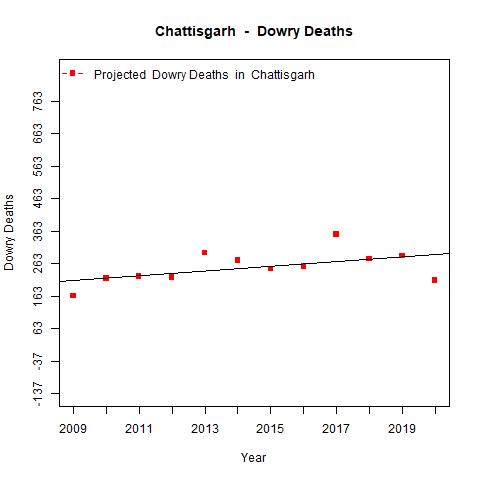 Chattisgarh - Dowry Deaths
Projected Dowry Deaths in Chattisgarh
Dowry Deaths
763
663
563
463
363
263
163
63
-37
-137
2009 2011 2013 2015 2017 2019
Year